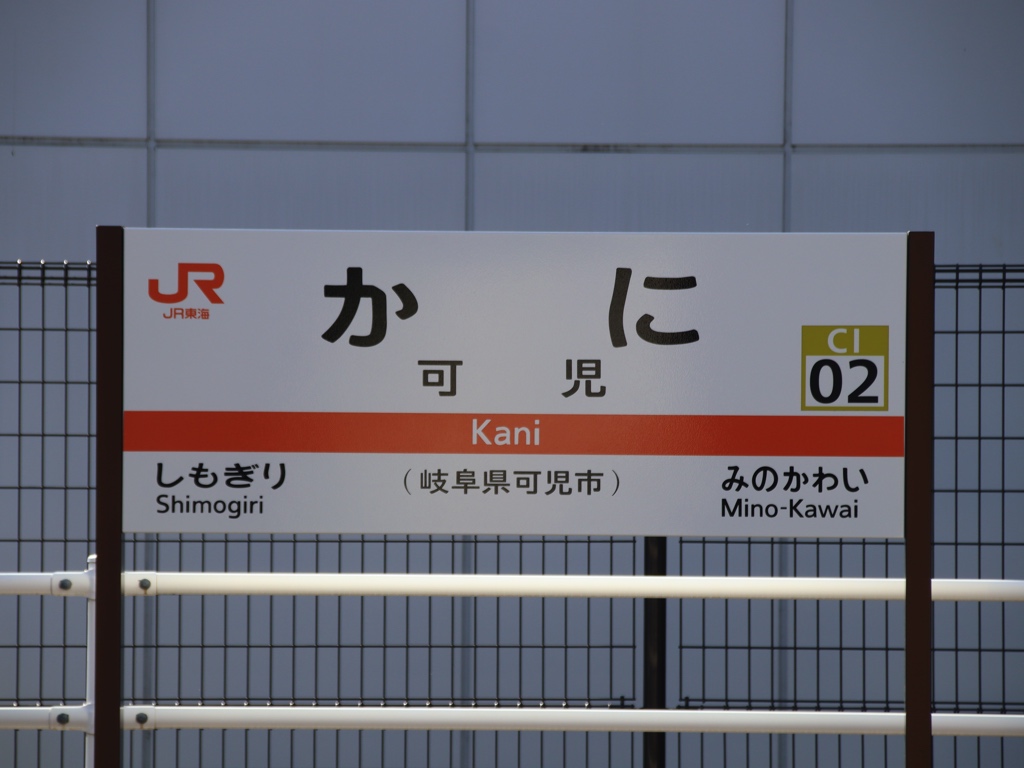 JR
JR東海
かに
可児
CI
02
Kani
しもぎり
Shimogiri
（岐阜県可児市）
みのかわい
Mino-Kawai